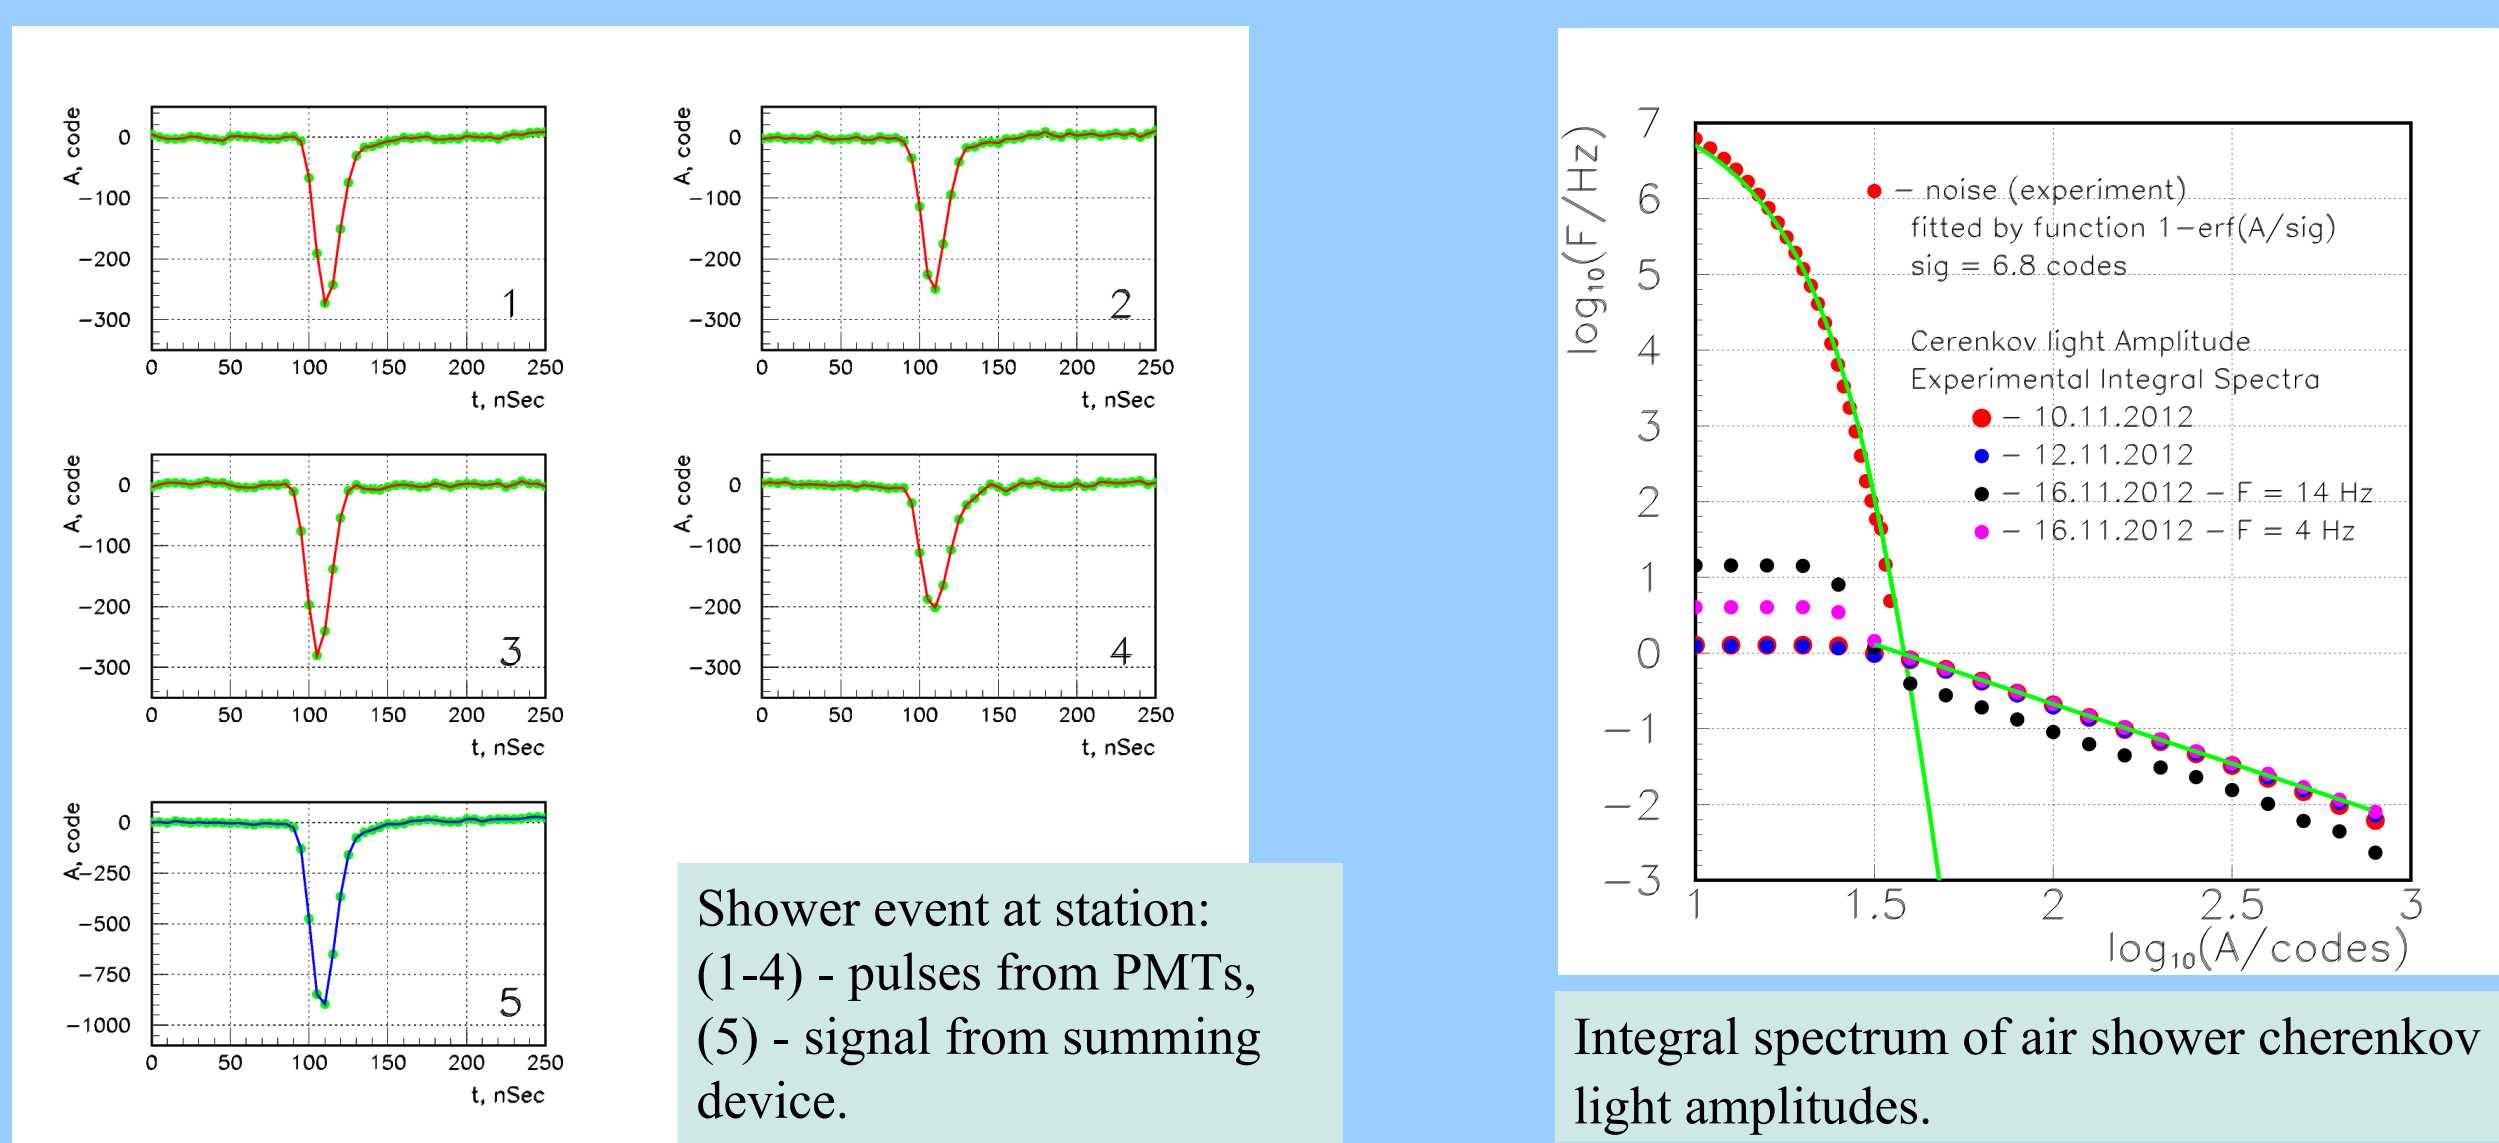 A, code
0
−100
−200
−300
0 50 100 150 200 250
t, nSec
1
A, code
0
−100
−200
−300
0 50 100 150 200 250
t, nSec
2
A, code
0
−100
−200
−300
0 50 100 150 200 250
t, nSec
3
A, code
0
−100
−200
−300
0 50 100 150 200 250
t, nSec
4
A, code
0
−250
−500
−750
−1000
0 50 100 150 200 250
t, nSec
5
Shower event at station:
(1-4) - pulses from PMTs,
(5) - signal from summing
device.
log₁₀(F/Hz)
7
6
5
4
3
2
1
0
−1
−2
−3
1 1.5 2 2.5 3
log₁₀(A/codes)
− noise (experiment)
fitted by function 1−erf(A/sig)
sig = 6.8 codes
Cerenkov light Amplitude
Experimental Integral Spectra
− 10.11.2012
− 12.11.2012
− 16.11.2012 − F = 14 Hz
− 16.11.2012 − F = 4 Hz
Integral spectrum of air shower cherenkov
light amplitudes.